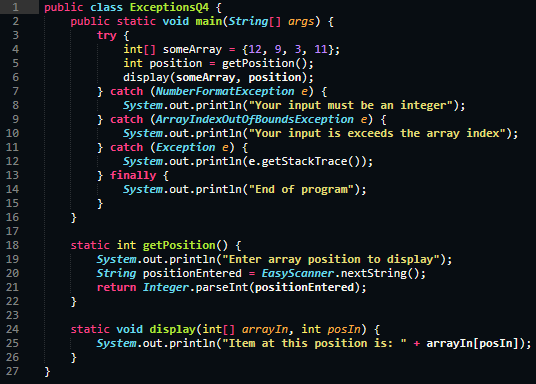 1 public class ExceptionsQ4 {
2     public static void main(String[] args) {
3         try {
4             int[] someArray = {12, 9, 3, 11};
5             int position = getPosition();
6             display(someArray, position);
7         } catch (NumberFormatException e) {
8             System.out.println("Your input must be an integer");
9         } catch (ArrayIndexOutOfBoundsException e) {
10             System.out.println("Your input is exceeds the array index");
11         } catch (Exception e) {
12             System.out.println(e.getStackTrace());
13         } finally {
14             System.out.println("End of program");
15         }
16     }
17
18     static int getPosition() {
19         System.out.println("Enter array position to display");
20         String positionEntered = EasyScanner.nextString();
21         return Integer.parseInt(positionEntered);
22     }
23
24     static void display(int[] arrayIn, int posIn) {
25         System.out.println("Item at this position is: " + arrayIn[posIn]);
26     }
27 }